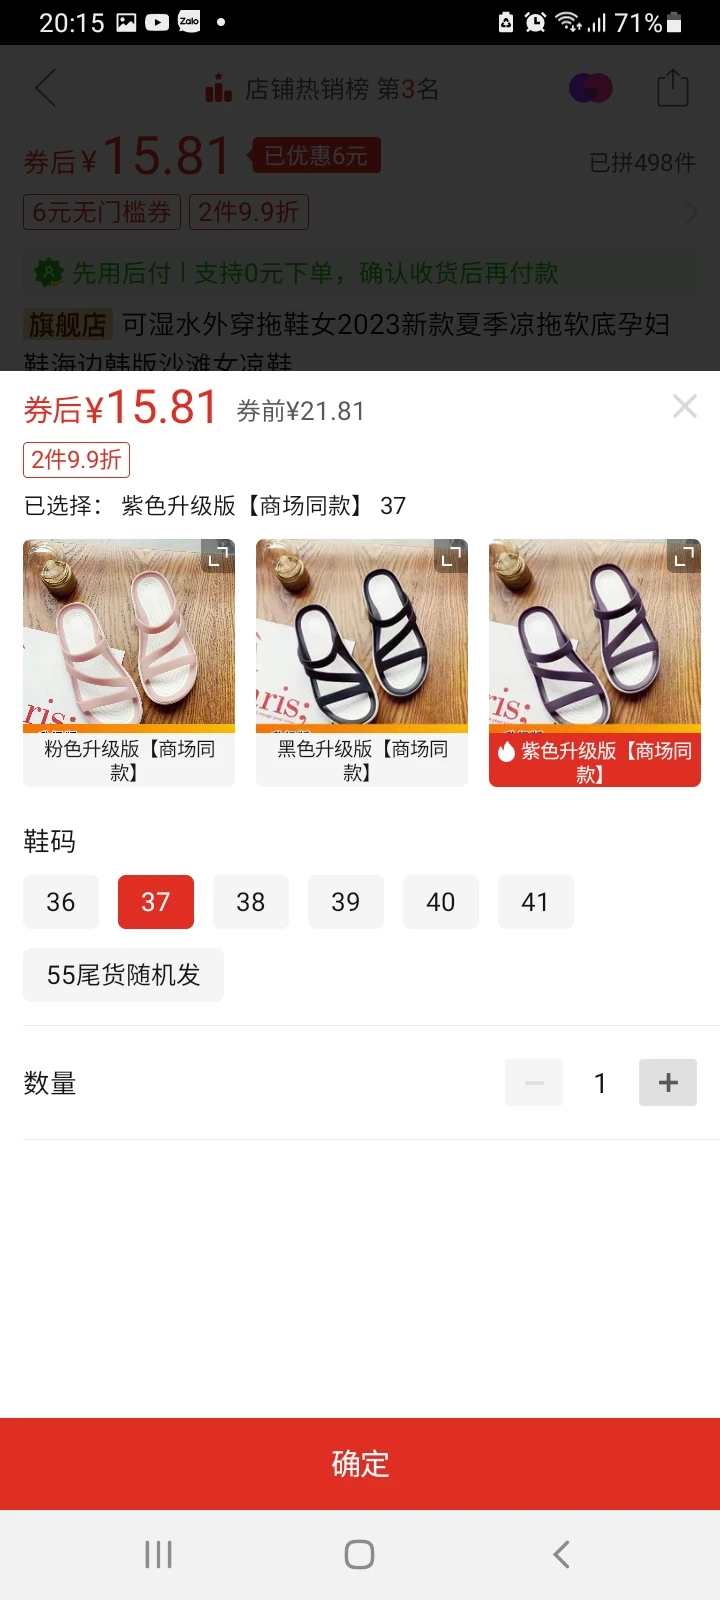 20:15 Zalo 71%
店铺热销榜 第3名
券后¥15.81 已优惠6元 已拼498件
6元无门槛券 2件9.9折
先用后付 | 支持0元下单，确认收货后再付款
旗舰店 可湿水外穿拖鞋女2023新款夏季凉拖软底孕妇
鞋海边韩版沙滩女凉鞋
券后¥15.81 券前¥21.81
2件9.9折
已选择： 紫色升级版【商场同款】 37
ris;
aris;
ris;
粉色升级版【商场同
款】
黑色升级版【商场同
款】
紫色升级版【商场同
款】
鞋码
36 37 38 39 40 41
55尾货随机发
数量 1
确定